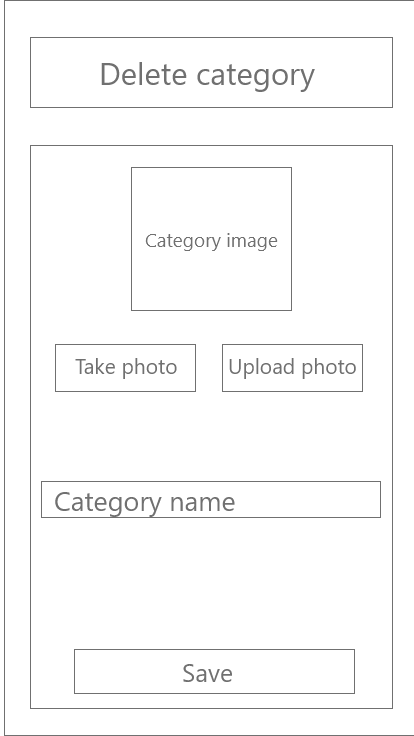 Delete category
Category image
Take photo
Upload photo
Category name
Save